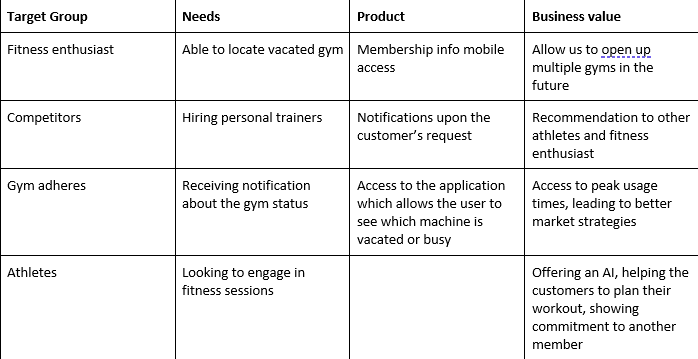 Target Group Needs Product Business value
Fitness enthusiast Able to locate vacated gym Membership info mobile Allow us to open up
access multiple gyms in the
future
Competitors Hiring personal trainers Notifications upon the Recommendation to other
customer's request athletes and fitness
enthusiast
Gym adheres Receiving notification Access to the application Access to peak usage
about the gym status which allows the user to times, leading to better
see which machine is market strategies
vacated or busy
Athletes Looking to engage in Offering an AI, helping the
fitness sessions customers to plan their
workout, showing
commitment to another
member